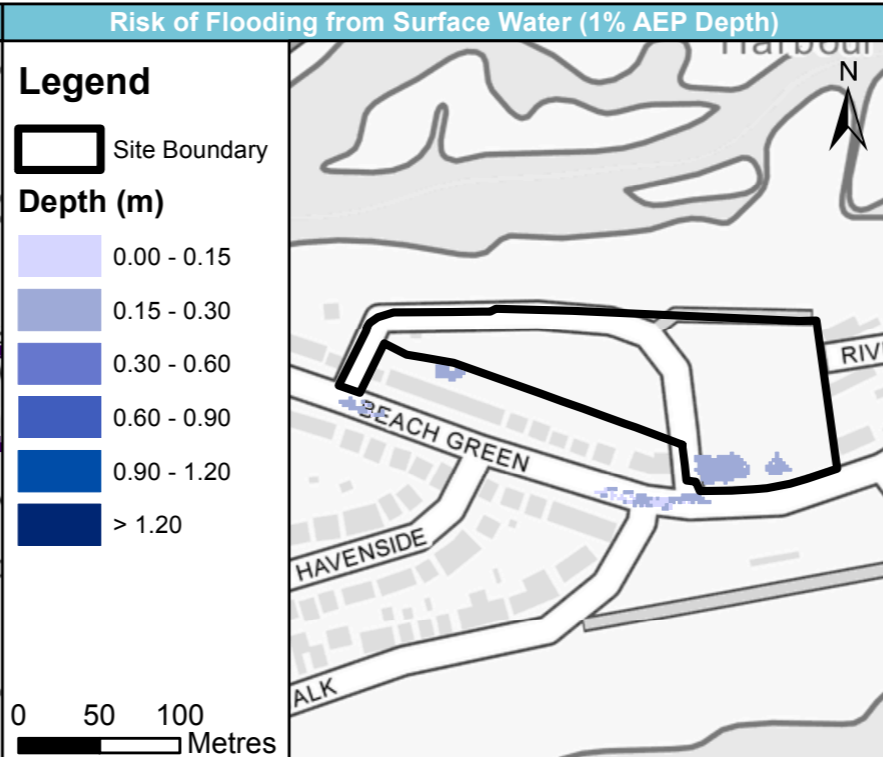 Risk of Flooding from Surface Water (1% AEP Depth)
Legend
Site Boundary
Depth (m)
0.00 - 0.15
0.15 - 0.30
0.30 - 0.60
0.60 - 0.90
0.90 - 1.20
> 1.20
0 50 100
Metres
Harbour
N
RIV
BEACH GREEN
HAVENSIDE
ALK